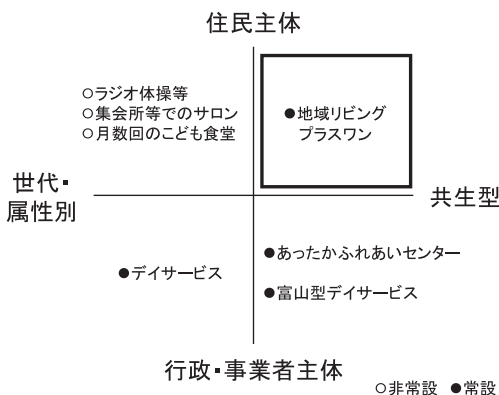 住民主体
○ラジオ体操等
○集会所等でのサロン
○月数回のこども食堂
●地域リビング
プラスワン
世代・
属性別
共生型
●デイサービス
●あったかふれあいセンター
●富山型デイサービス
行政・事業者主体
○非常設 ●常設